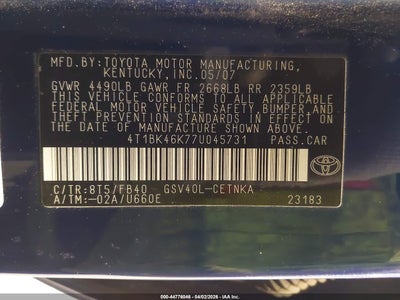 MFD.BY:TOYOTA MOTOR MANUFACTURING,
KENTUCKY,INC.05/07
GVWR 4490LB GAWR FR 2668LB RR 2359LB
THIS VEHICLE CONFORMS TO ALL APPLICABLE
FEDERAL MOTOR VEHICLE SAFETY, BUMPER AND
THEFT PREVENTION STANDARDS IN EFFECT ON
THE DATE OF MANUFACTURE SHOWN ABOVE.
4T1BK46K77U045731 PASS.CAR
C/TR:8T5/FB40 GSV40L-CETNKA
A/TM:-02A/U660E 23183
TOYOTA
000-44778046 - 04/02/2026 - IAA Inc.